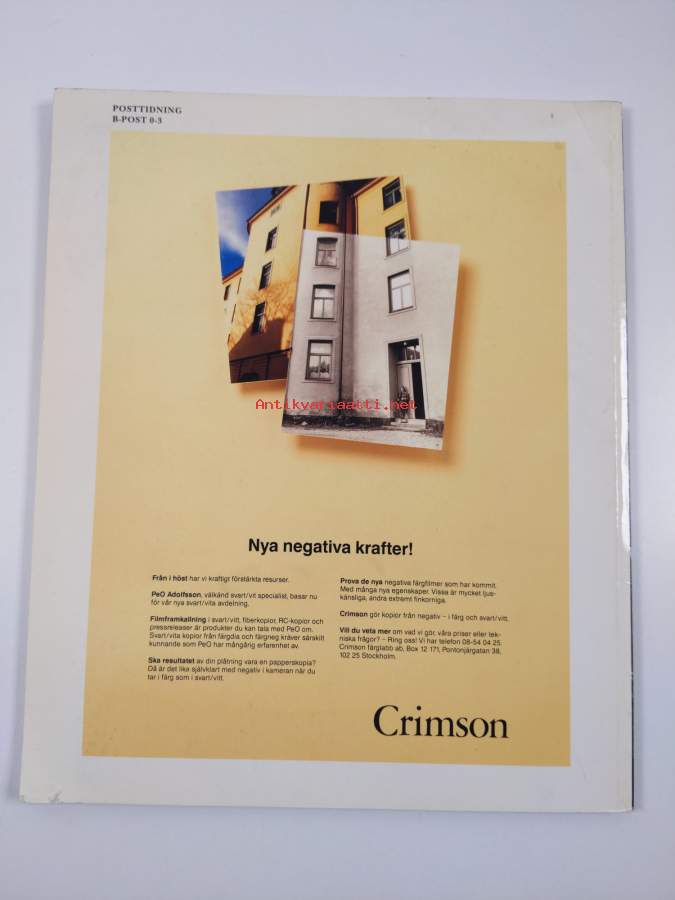 POSTTIDNING
B-POST 0-3
Antikvariaatti.net
Nya negativa krafter!
Från i höst har vi kraftigt förstärkta resurser.
PeO Adolfsson, välkänd svart/vit specialist, basar nu
för vår nya svart/vita avdelning.
Filmframkallning i svart/vitt, fiberkopior, RC-kopior och
pressreleaser är produkter du kan tala med PeO om.
Svart/vita kopior från färgdia och färgneg kräver särskilt
kunnande som PeO har mångårig erfarenhet av.
Ska resultatet av din plåtning vara en papperskopia?
Då är det like självklart med negativ i kameran när du
tar i färg som i svart/vitt.
Prova de nya negativa färgfilmer som har kommit.
Med många nya egenskaper. Vissa är mycket ljus-
känsliga, andra extremt finkorniga.
Crimson gör kopior från negativ – i färg och svart/vitt.
Vill du veta mer om vad vi gör, våra priser eller tek-
niska frågor? – Ring oss! Vi har telefon 08-54 04 25.
Crimson färglabb ab, Box 12 171, Pontonjärgatan 38,
102 25 Stockholm.
Crimson